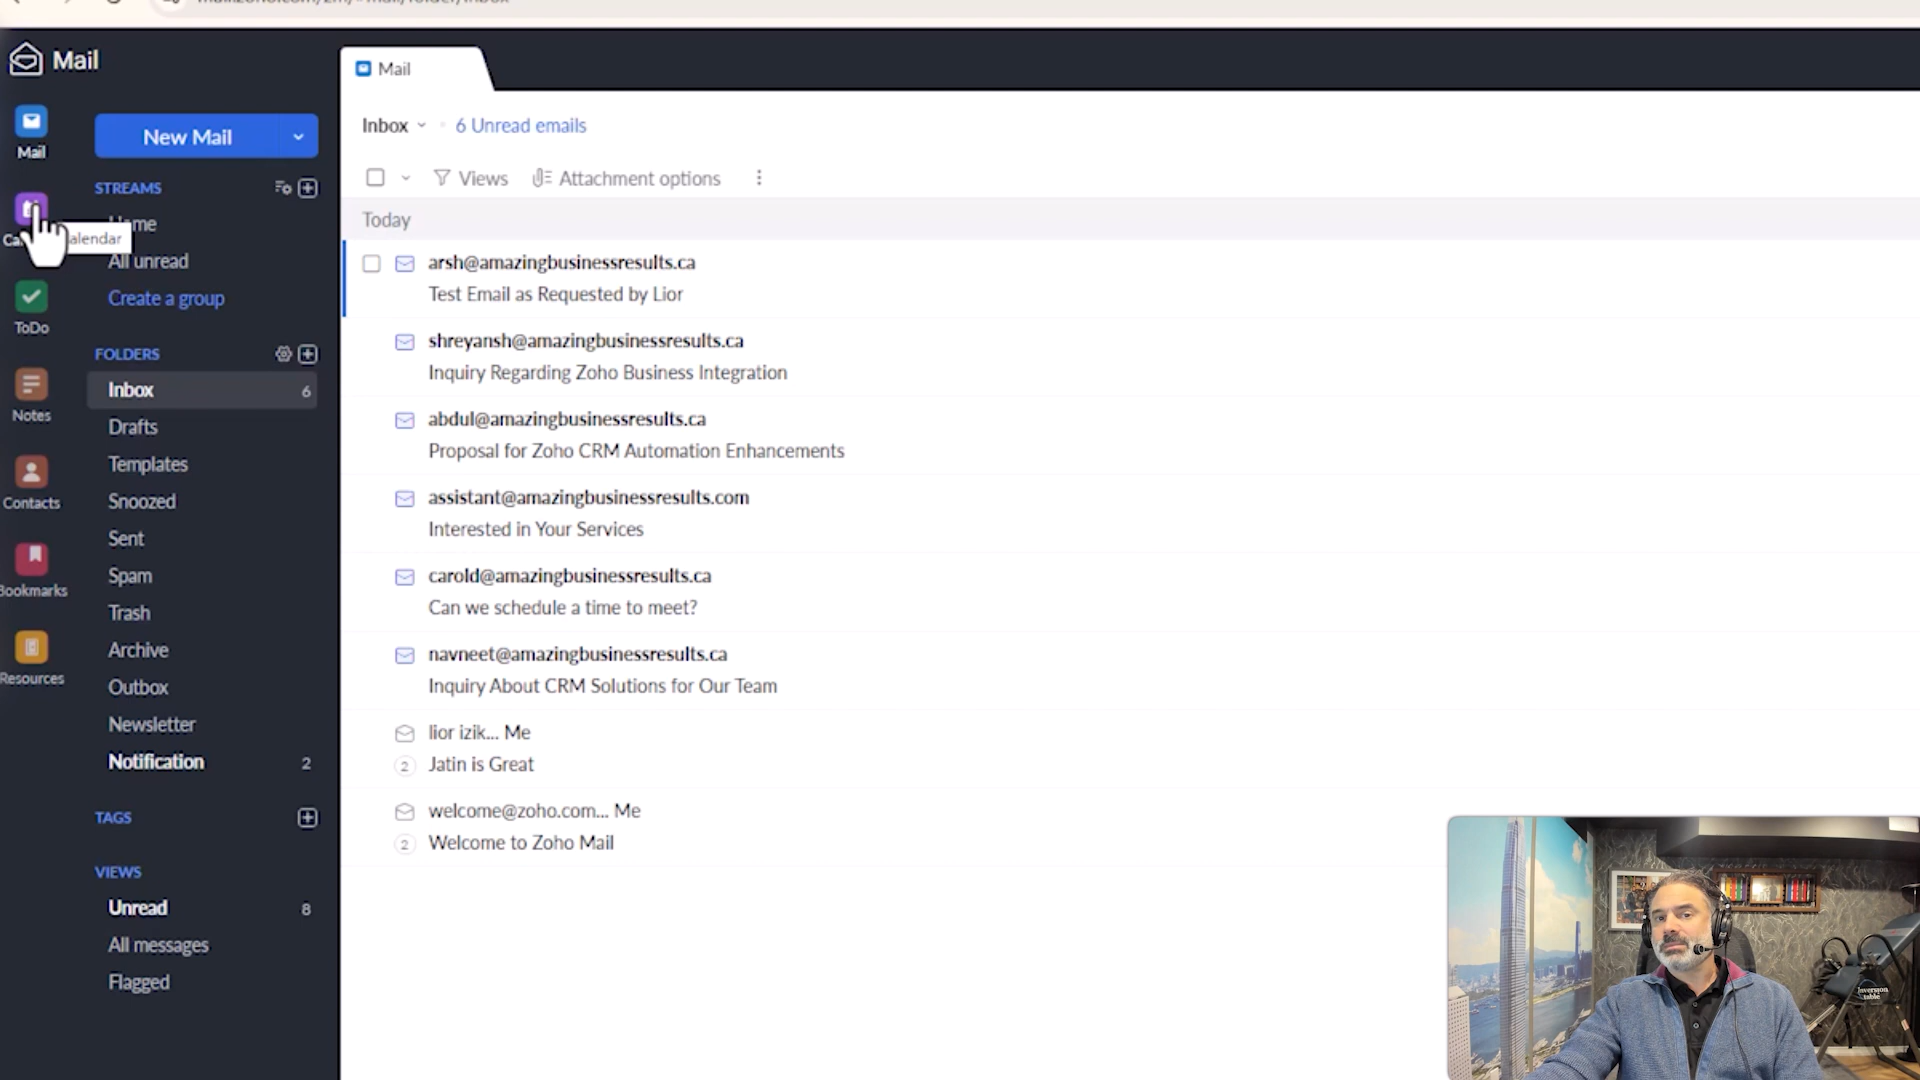 Mail
Mail
Mail
New Mail
Inbox
6 Unread emails
Views
Attachment options
STREAMS
Home
alendar
All unread
Create a group
ToDo
Notes
Contacts
Bookmarks
Resources
FOLDERS
Inbox 6
Drafts
Templates
Snoozed
Sent
Spam
Trash
Archive
Outbox
Newsletter
Notification 2
TAGS
VIEWS
Unread 8
All messages
Flagged
Today
arsh@amazingbusinessresults.ca
Test Email as Requested by Lior
shreyansh@amazingbusinessresults.ca
Inquiry Regarding Zoho Business Integration
abdul@amazingbusinessresults.ca
Proposal for Zoho CRM Automation Enhancements
assistant@amazingbusinessresults.com
Interested in Your Services
carold@amazingbusinessresults.ca
Can we schedule a time to meet?
navneet@amazingbusinessresults.ca
Inquiry About CRM Solutions for Our Team
lior izik... Me
2 Jatin is Great
welcome@zoho.com... Me
2 Welcome to Zoho Mail
Inversion
table